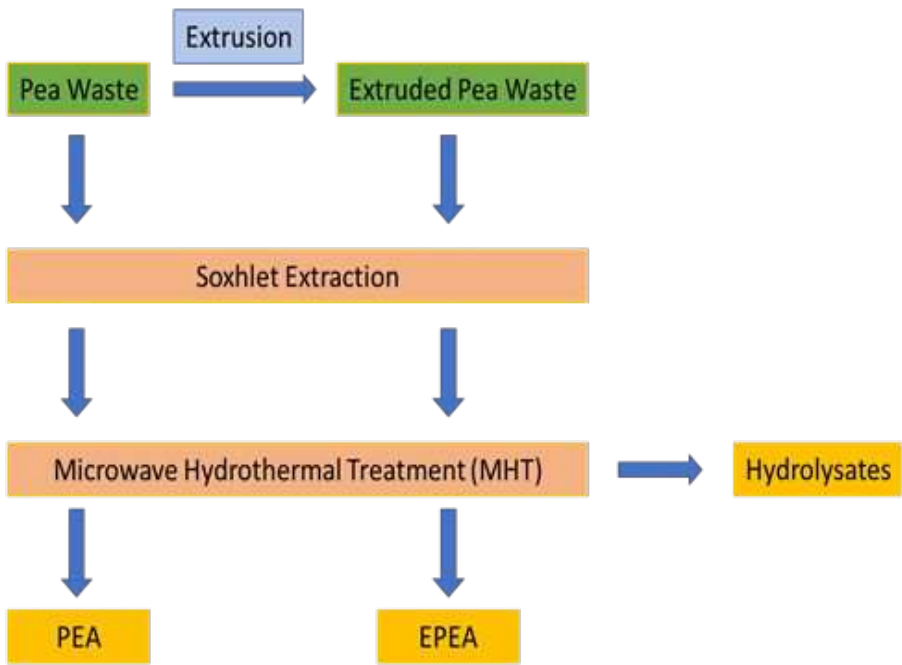 Extrusion
Pea Waste
Extruded Pea Waste
Soxhlet Extraction
Microwave Hydrothermal Treatment (MHT)
Hydrolysates
PEA
EPEA